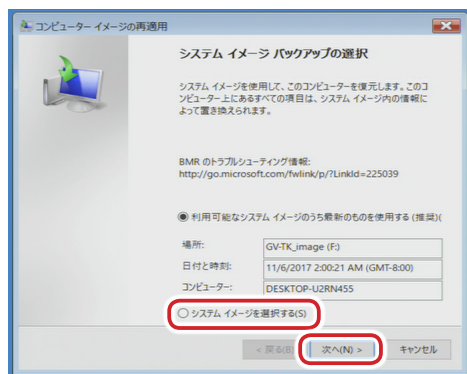 コンピューター イメージの再適用
システム イメージ バックアップの選択
システム イメージを使用して、このコンピューターを復元します。このコ
ンピューター上にあるすべての項目は、システム イメージ内の情報に
よって置き換えられます。
BMR のトラブルシューティング情報:
http://go.microsoft.com/fwlink/p/?LinkId=225039
利用可能なシステム イメージのうち最新のものを使用する (推奨)(
場所: GV-TK_image (F:)
日付と時刻: 11/6/2017 2:00:21 AM (GMT-8:00)
コンピューター: DESKTOP-U2RN455
システム イメージを選択する(S)
< 戻る(B) 次へ(N) > キャンセル